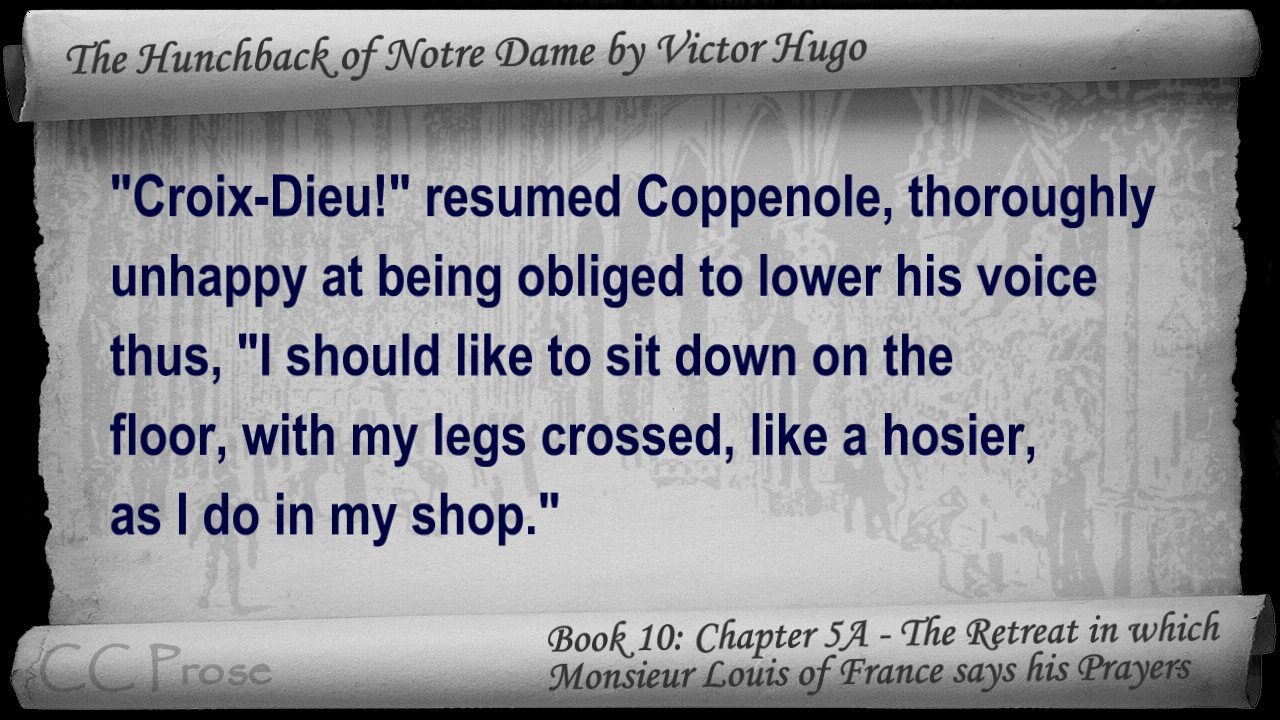 The Hunchback of Notre Dame by Victor Hugo
"Croix-Dieu!" resumed Coppenole, thoroughly
unhappy at being obliged to lower his voice
thus, "I should like to sit down on the
floor, with my legs crossed, like a hosier,
as I do in my shop."
Book 10: Chapter 5A - The Retreat in which
Monsieur Louis of France says his Prayers
CC Prose